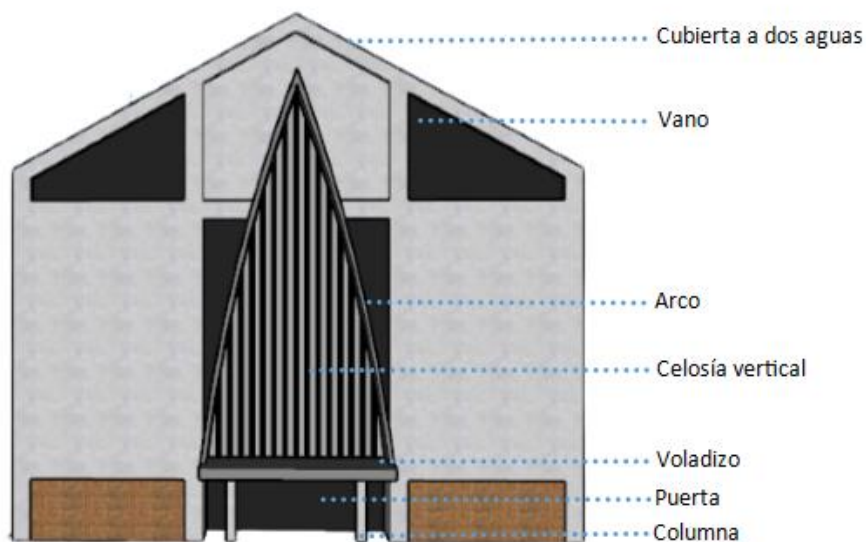 Cubierta a dos aguas
Vano
Arco
Celosía vertical
Voladizo
Puerta
Columna